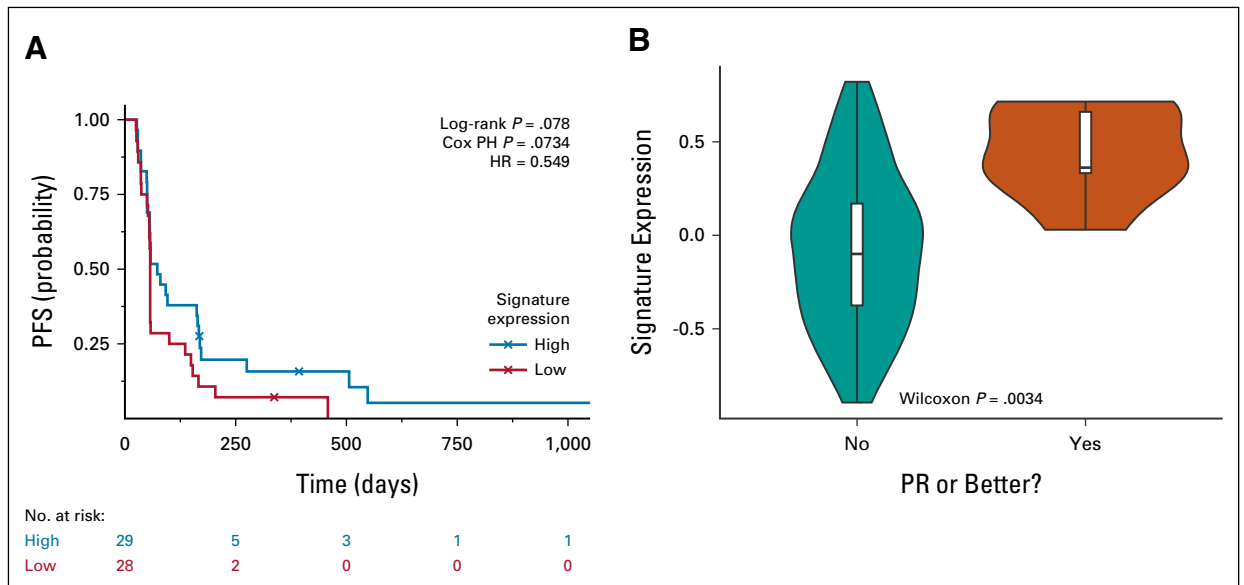 A
1.00
0.75
0.50
0.25
PFS (probability)
Log-rank P = .078
Cox PH P = .0734
HR = 0.549
Signature
expression
High
Low
0 250 500 750 1,000
Time (days)
No. at risk:
High 29 5 3 1 1
Low 28 2 0 0 0
B
0.5
0.0
-0.5
Signature Expression
Wilcoxon P = .0034
No Yes
PR or Better?